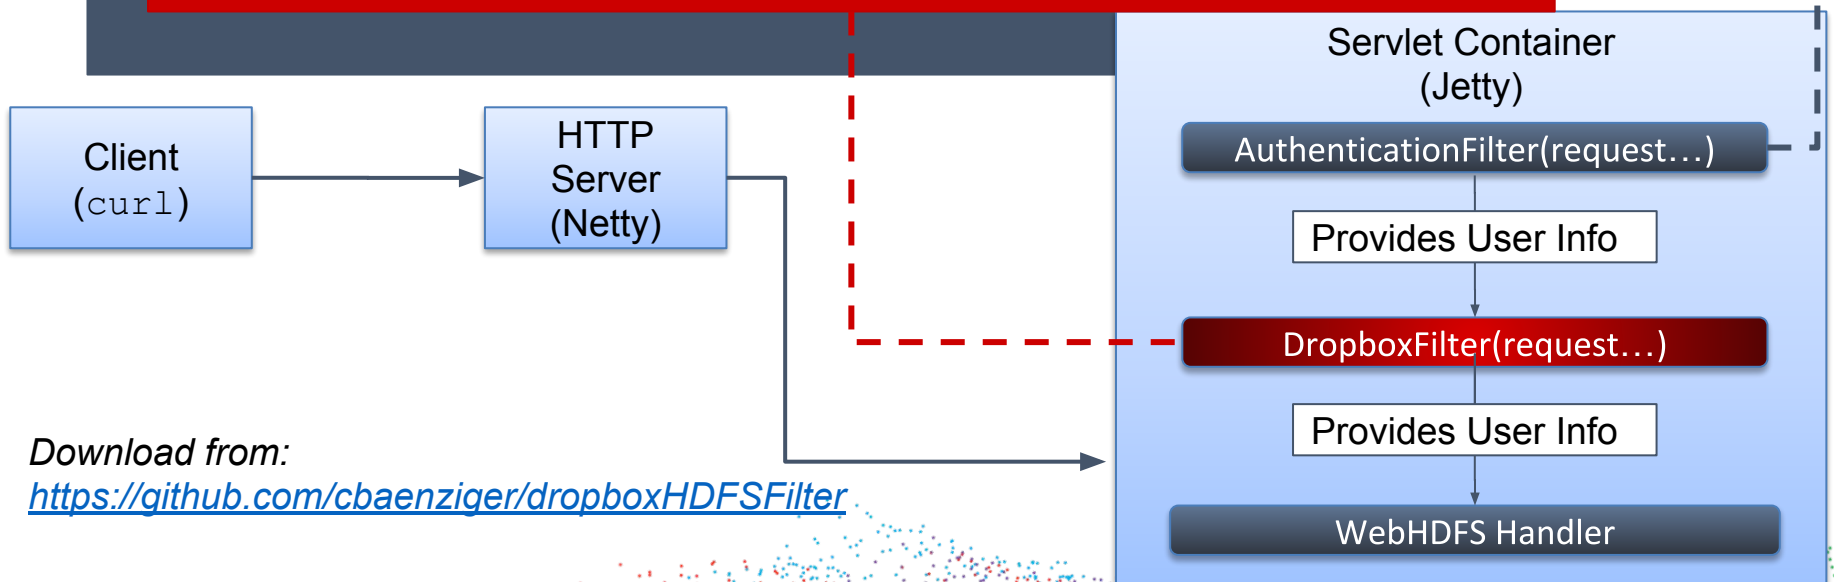 Client
(curl)
HTTP
Server
(Netty)
Servlet Container
(Jetty)
AuthenticationFilter(request...)
Provides User Info
DropboxFilter(request...)
Provides User Info
WebHDFS Handler
Download from:
https://github.com/cbaenziger/dropboxHDFSFilter